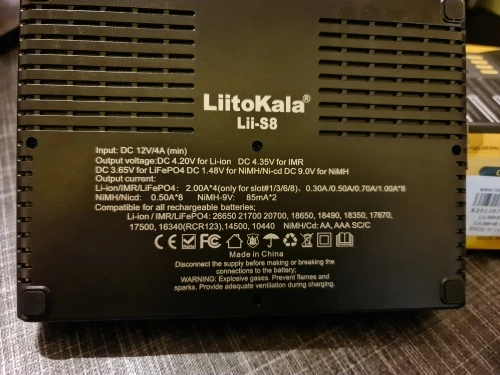 LiitoKala®
Lii-S8
Input: DC 12V/4A (min)
Output voltage:DC 4.20V for Li-ion DC 4.35V for IMR
DC 3.65V for LiFePO4 DC 1.48V for NiMH/Ni-cd DC 9.0V for NiMH
Output current:
Li-ion/IMR/LiFePO4: 2.00A*4(only for slot#1/3/6/8)、0.30A/0.50A/0.70A/1.00A*8
NiMH/Nicd: 0.50A*8 NiMH-9V: 85mA*2
Compatible for all rechargeable batteries;
Li-ion / IMR/LiFePO4: 26650 21700 20700, 18650, 18490, 18350, 17670,
17500, 16340(RCR123),14500, 10440 NiMH/Cd: AA, AAA SC/C
CE FC
Made in China
Disconnect the supply before making or breaking the
connections to the battery;
WARNING: Explosive gases. Prevent flames and
sparks. Provide adequate ventilation during charging.